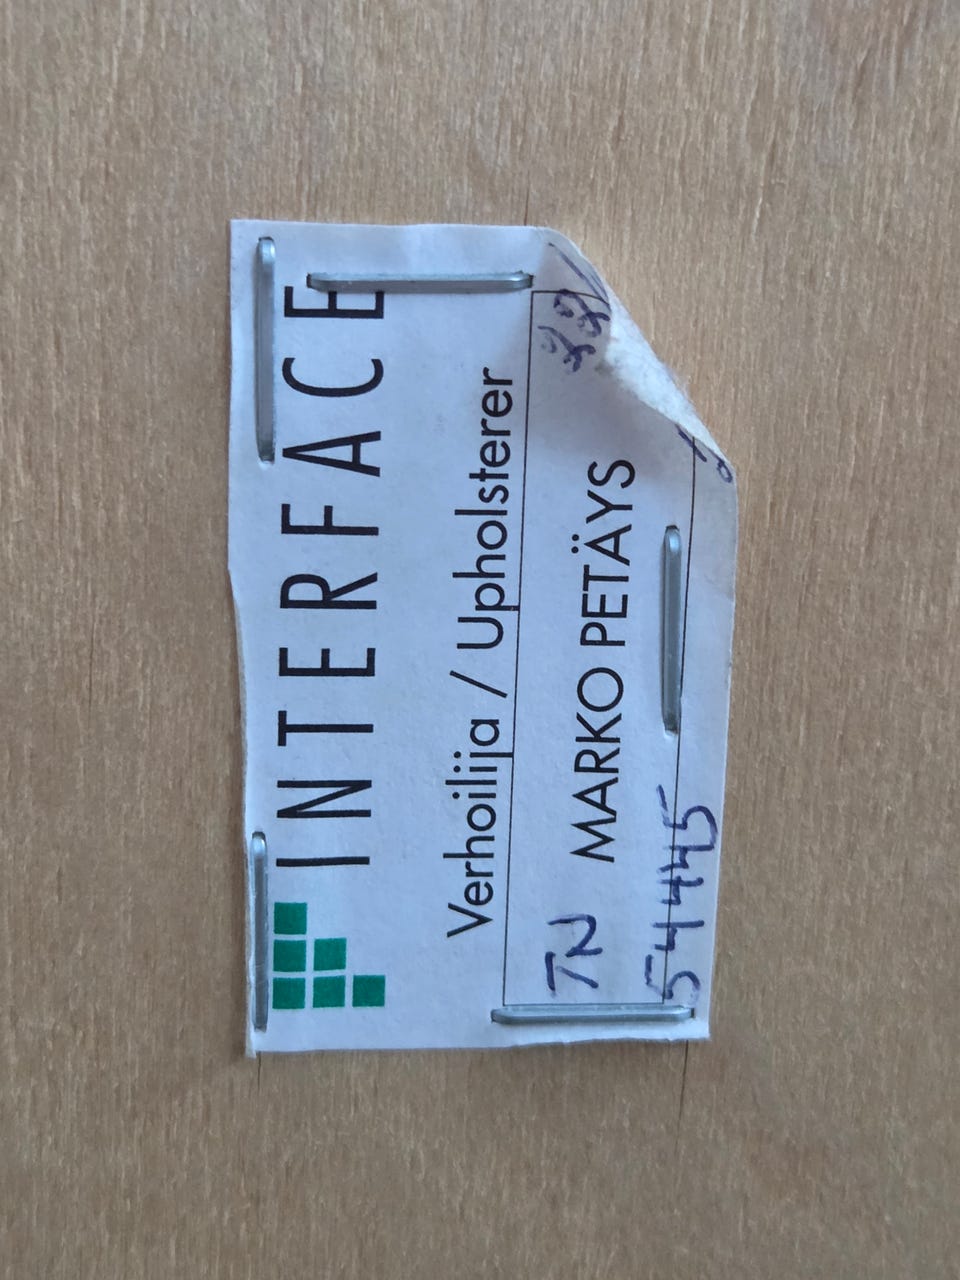 INTERFACE
Verhoilija / Upholsterer
TN
MARKO PETÄYS
54445